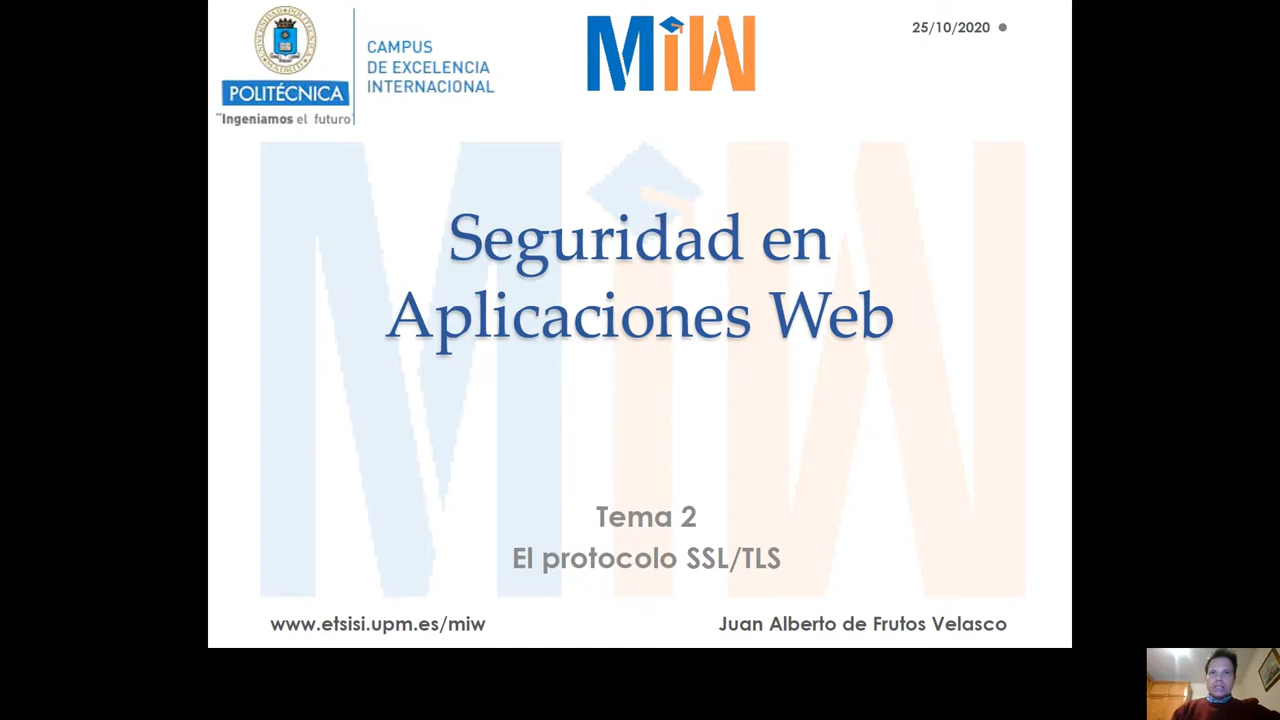 POLITÉCNICA
"Ingeniamos el futuro"
CAMPUS
DE EXCELENCIA
INTERNACIONAL
MiW
25/10/2020
Seguridad en
Aplicaciones Web
Tema 2
El protocolo SSL/TLS
www.etsisi.upm.es/miw
Juan Alberto de Frutos Velasco